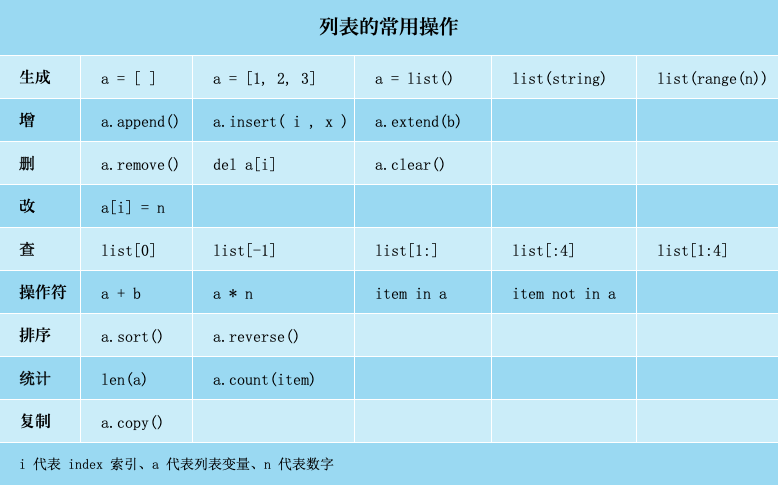 列表的常用操作
生成 a = [ ] a = [1, 2, 3] a = list() list(string) list(range(n))
增 a.append() a.insert( i , x ) a.extend(b)
删 a.remove() del a[i] a.clear()
改 a[i] = n
查 list[0] list[-1] list[1:] list[:4] list[1:4]
操作符 a + b a * n item in a item not in a
排序 a.sort() a.reverse()
统计 len(a) a.count(item)
复制 a.copy()
i 代表 index 索引、a 代表列表变量、n 代表数字